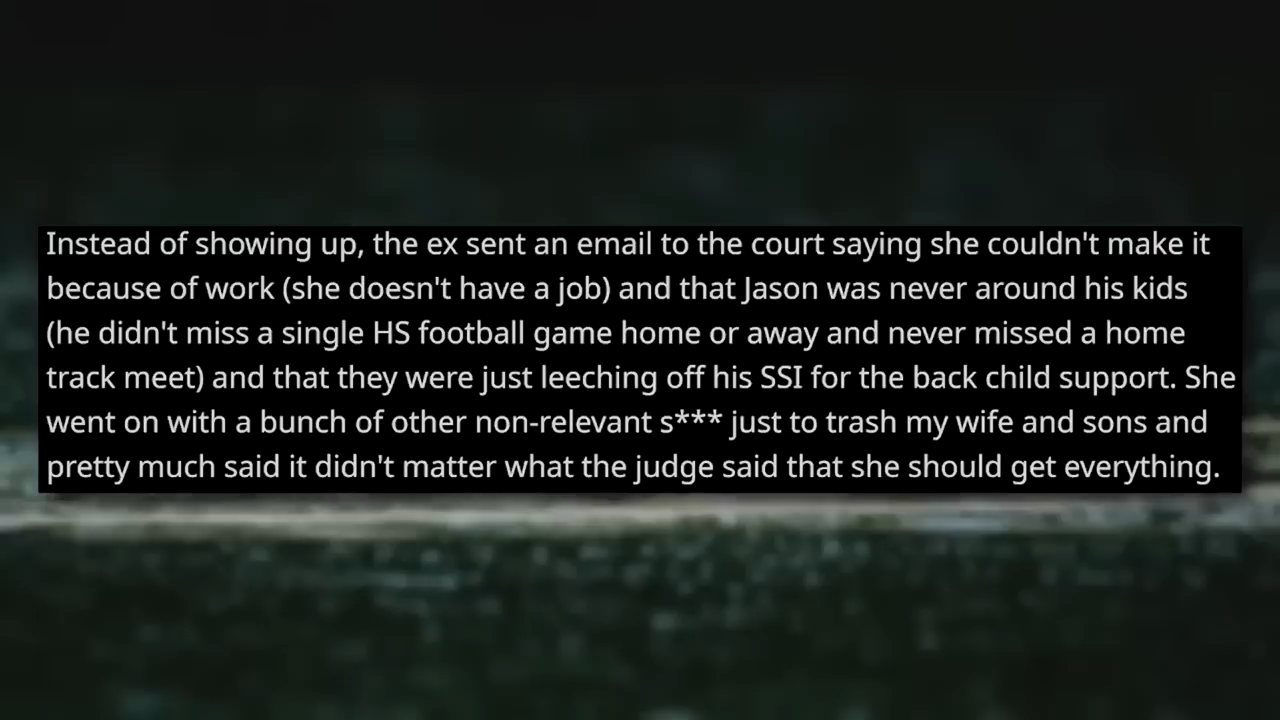 Instead of showing up, the ex sent an email to the court saying she couldn't make it
because of work (she doesn't have a job) and that Jason was never around his kids
(he didn't miss a single HS football game home or away and never missed a home
track meet) and that they were just leeching off his SSI for the back child support. She
went on with a bunch of other non-relevant s*** just to trash my wife and sons and
pretty much said it didn't matter what the judge said that she should get everything.